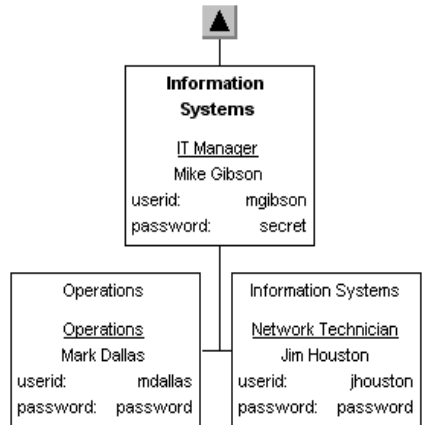 Information
Systems
IT Manager
Mike Gibson
userid: mgibson
password: secret
Operations
Operations
Mark Dallas
userid: mdallas
password: password
Information Systems
Network Technician
Jim Houston
userid: jhouston
password: password